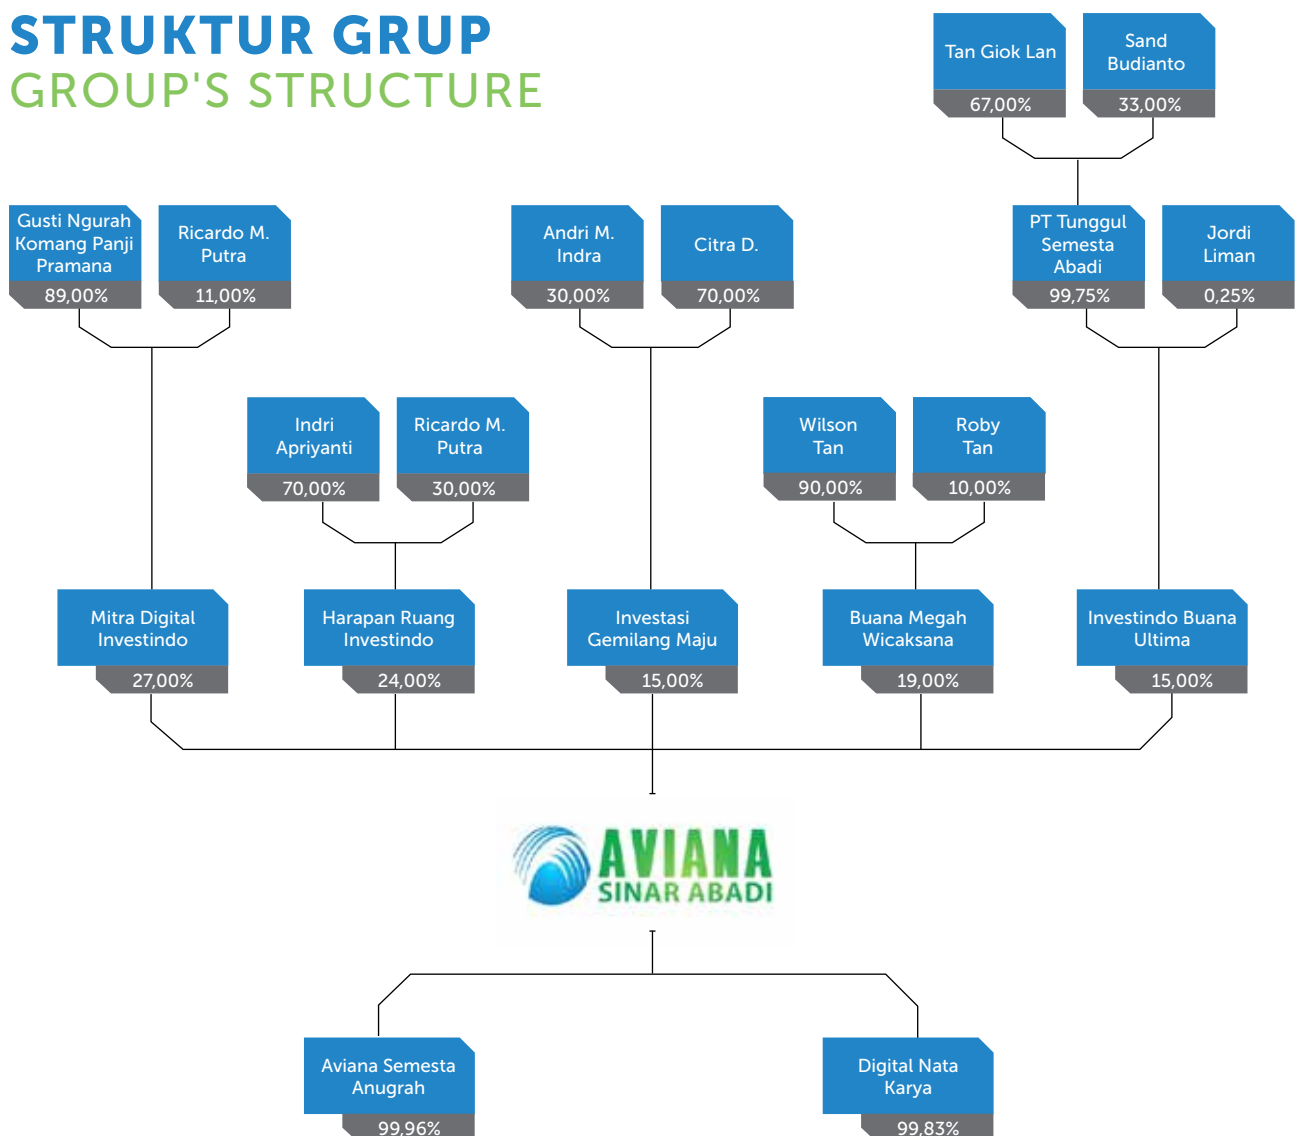 STRUKTUR GRUP
GROUP'S STRUCTURE
Tan Giok Lan
67,00%
Sand
Budianto
33,00%
Gusti Ngurah
Komang Panji
Pramana
89,00%
Ricardo M.
Putra
11,00%
Andri M.
Indra
30,00%
Citra D.
70,00%
PT Tunggul
Semesta
Abadi
99,75%
Jordi
Liman
0,25%
Indri
Apriyanti
70,00%
Ricardo M.
Putra
30,00%
Wilson
Tan
90,00%
Roby
Tan
10,00%
Mitra Digital
Investindo
27,00%
Harapan Ruang
Investindo
24,00%
Investasi
Gemilang Maju
15,00%
Buana Megah
Wicaksana
19,00%
Investindo Buana
Ultima
15,00%
AVIANA
SINAR ABADI
Aviana Semesta
Anugrah
99,96%
Digital Nata
Karya
99,83%